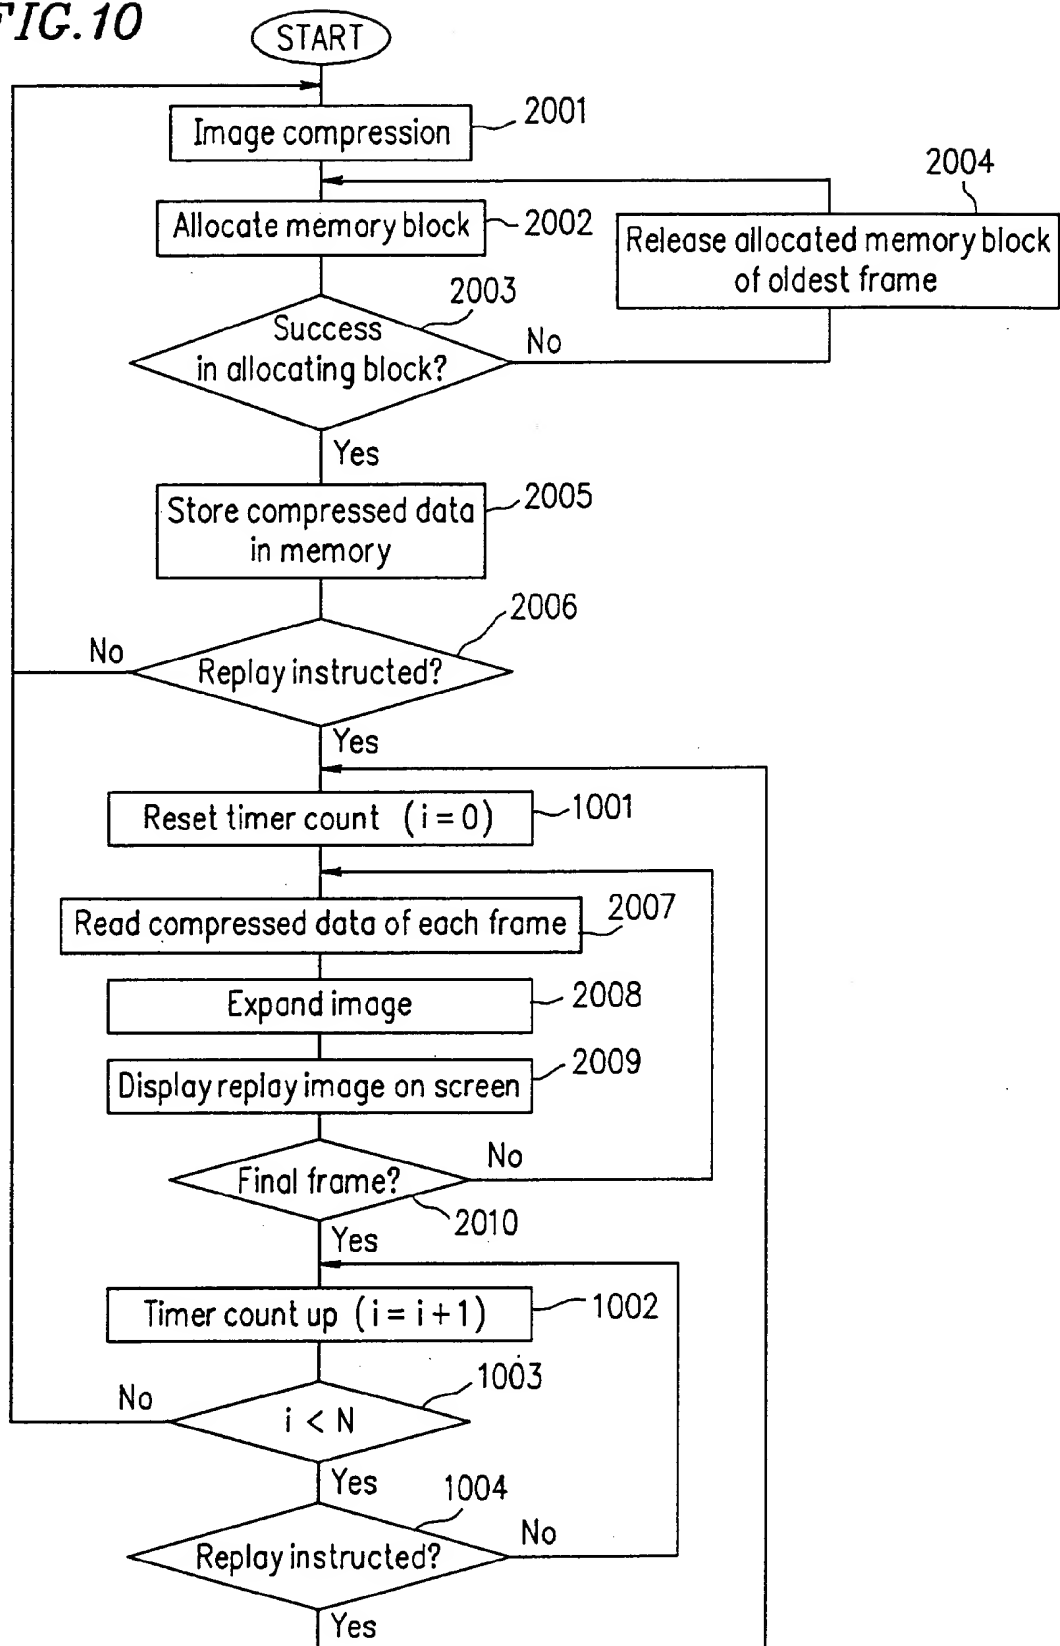 FIG.10
START
Image compression
2001
2004
Allocate memory block
2002
Release allocated memory block
of oldest frame
2003
Success
in allocating block?
No
Yes
Store compressed data
in memory
2005
2006
No
Replay instructed?
Yes
Reset timer count (i=0)
1001
Read compressed data of each frame
2007
Expand image
2008
Display replay image on screen
2009
Final frame?
No
2010
Yes
Timer count up (i = i+1)
1002
1003
No
i < N
Yes
1004
Replay instructed?
No
Yes